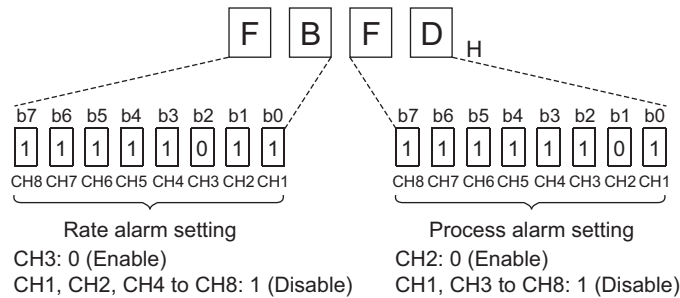 F B F D H
b7 b6 b5 b4 b3 b2 b1 b0 b7 b6 b5 b4 b3 b2 b1 b0
1 1 1 1 1 0 1 1 1 1 1 1 1 1 0 1
CH8 CH7 CH6 CH5 CH4 CH3 CH2 CH1 CH8 CH7 CH6 CH5 CH4 CH3 CH2 CH1
Rate alarm setting Process alarm setting
CH3: 0 (Enable) CH2: 0 (Enable)
CH1, CH2, CH4 to CH8: 1 (Disable) CH1, CH3 to CH8: 1 (Disable)